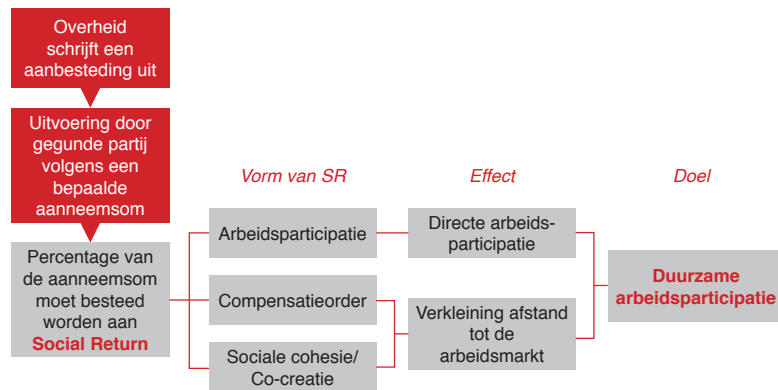 Overheid
schrijft een
aanbesteding uit
Uitvoering door
gegunde partij
volgens een
bepaalde
aanneemsom
Percentage van
de aanneemsom
moet besteed
worden aan
Social Return
Vorm van SR
Arbeidsparticipatie
Compensatieorder
Sociale cohesie/
Co-creatie
Effect
Directe arbeids-
participatie
Verkleining afstand
tot de
arbeidsmarkt
Doel
Duurzame
arbeidsparticipatie